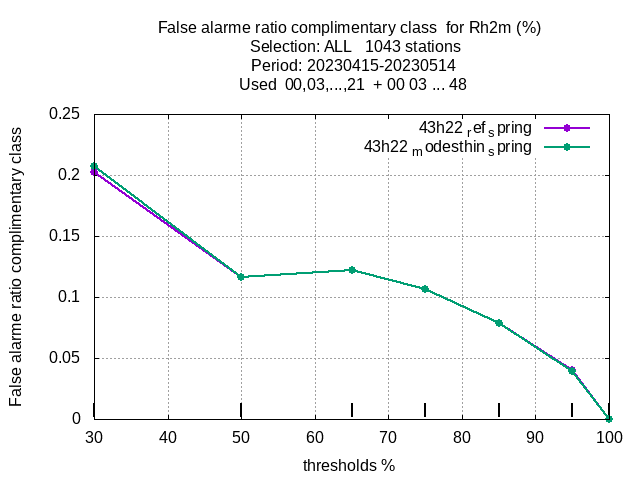 False alarme ratio complimentary class  for Rh2m (%)
Selection: ALL   1043 stations
Period: 20230415-20230514
Used  00,03,...,21  + 00 03 ... 48
False alarme ratio complimentary class
0.25
0.2
0.15
0.1
0.05
0
43h22 ref spring
43h22 modesthin spring
30 40 50 60 70 80 90 100
thresholds %